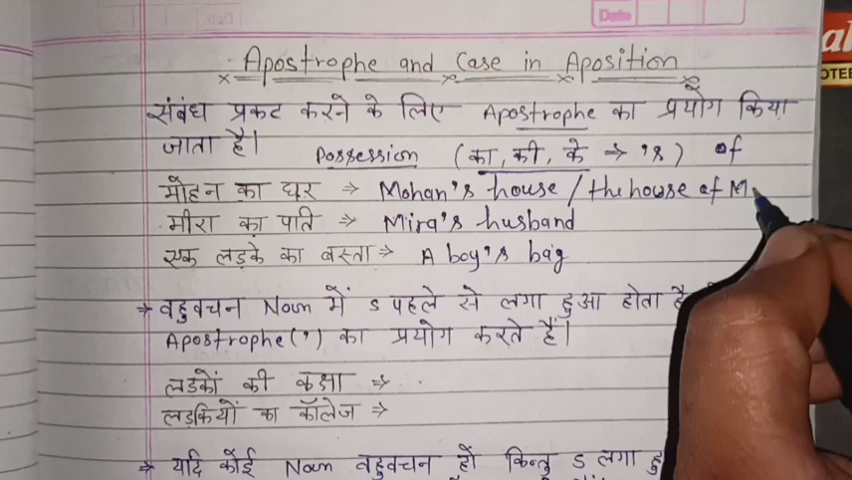 Date
Apostrophe and Case in Aposition
संबंध प्रकट करने के लिए Apostrophe का प्रयोग किया
जाता है।
Possession (का, की, के ⇒ 's) of
मोहन का घर ⇒ Mohan's house / the house of M
मीरा का पति ⇒ Mira's husband
एक लड़के का बस्ता ⇒ A boy's bag
→ बहुवचन Noun में s पहले से लगा हुआ होता है
Apostrophe (') का प्रयोग करते हैं।
लडकों की कक्षा ⇒
लड़कियों का कॉलेज ⇒
→ यदि कोई Noun बहुवचन हो किन्तु s लगा